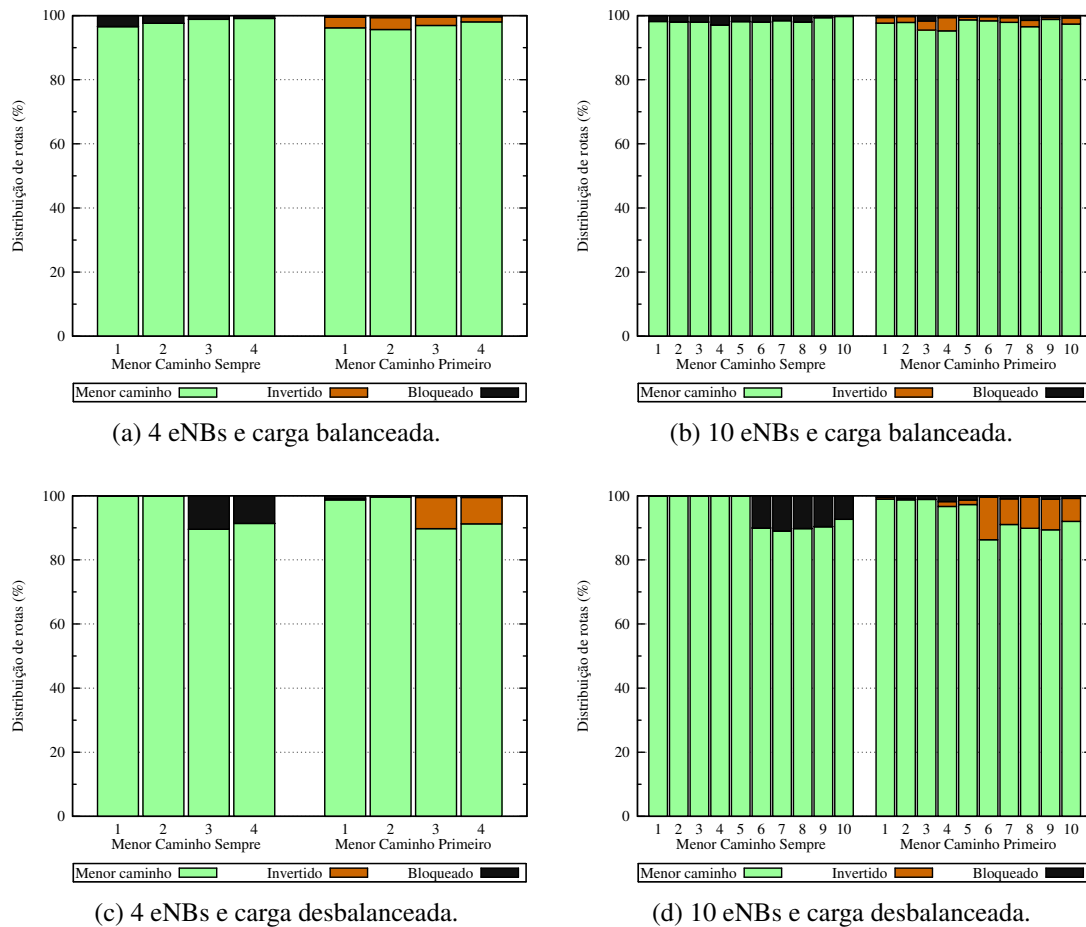 Distribuição de rotas (%)
100
80
60
40
20
0
1 2 3 4 1 2 3 4
Menor Caminho Sempre Menor Caminho Primeiro
Menor caminho Invertido Bloqueado
(a) 4 eNBs e carga balanceada.
Distribuição de rotas (%)
100
80
60
40
20
0
1 2 3 4 5 6 7 8 9 10 1 2 3 4 5 6 7 8 9 10
Menor Caminho Sempre Menor Caminho Primeiro
Menor caminho Invertido Bloqueado
(b) 10 eNBs e carga balanceada.
Distribuição de rotas (%)
100
80
60
40
20
0
1 2 3 4 1 2 3 4
Menor Caminho Sempre Menor Caminho Primeiro
Menor caminho Invertido Bloqueado
(c) 4 eNBs e carga desbalanceada.
Distribuição de rotas (%)
100
80
60
40
20
0
1 2 3 4 5 6 7 8 9 10 1 2 3 4 5 6 7 8 9 10
Menor Caminho Sempre Menor Caminho Primeiro
Menor caminho Invertido Bloqueado
(d) 10 eNBs e carga desbalanceada.